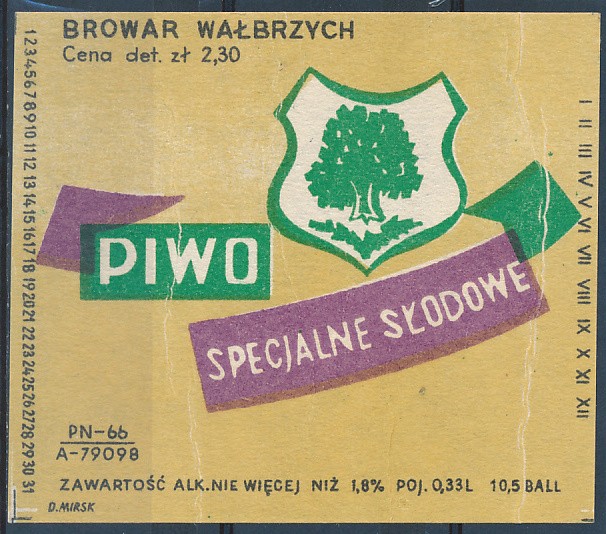 BROWAR WAŁBRZYCH
Cena det. zł 2,30
1 2 3 4 5 6 7 8 9 10 11 12 13 14 15 16 17 18 19 20 21 22 23 24 25 26 27 28 29 30 31
I II III IV V VI VII VIII IX X XI XII
PIWO
SPECJALNE SŁODOWE
PN-66
A-79098
ZAWARTOŚĆ ALK. NIE WIĘCEJ NIŻ 1,8% POJ. 0,33L 10,5 BALL
D. MIRSK